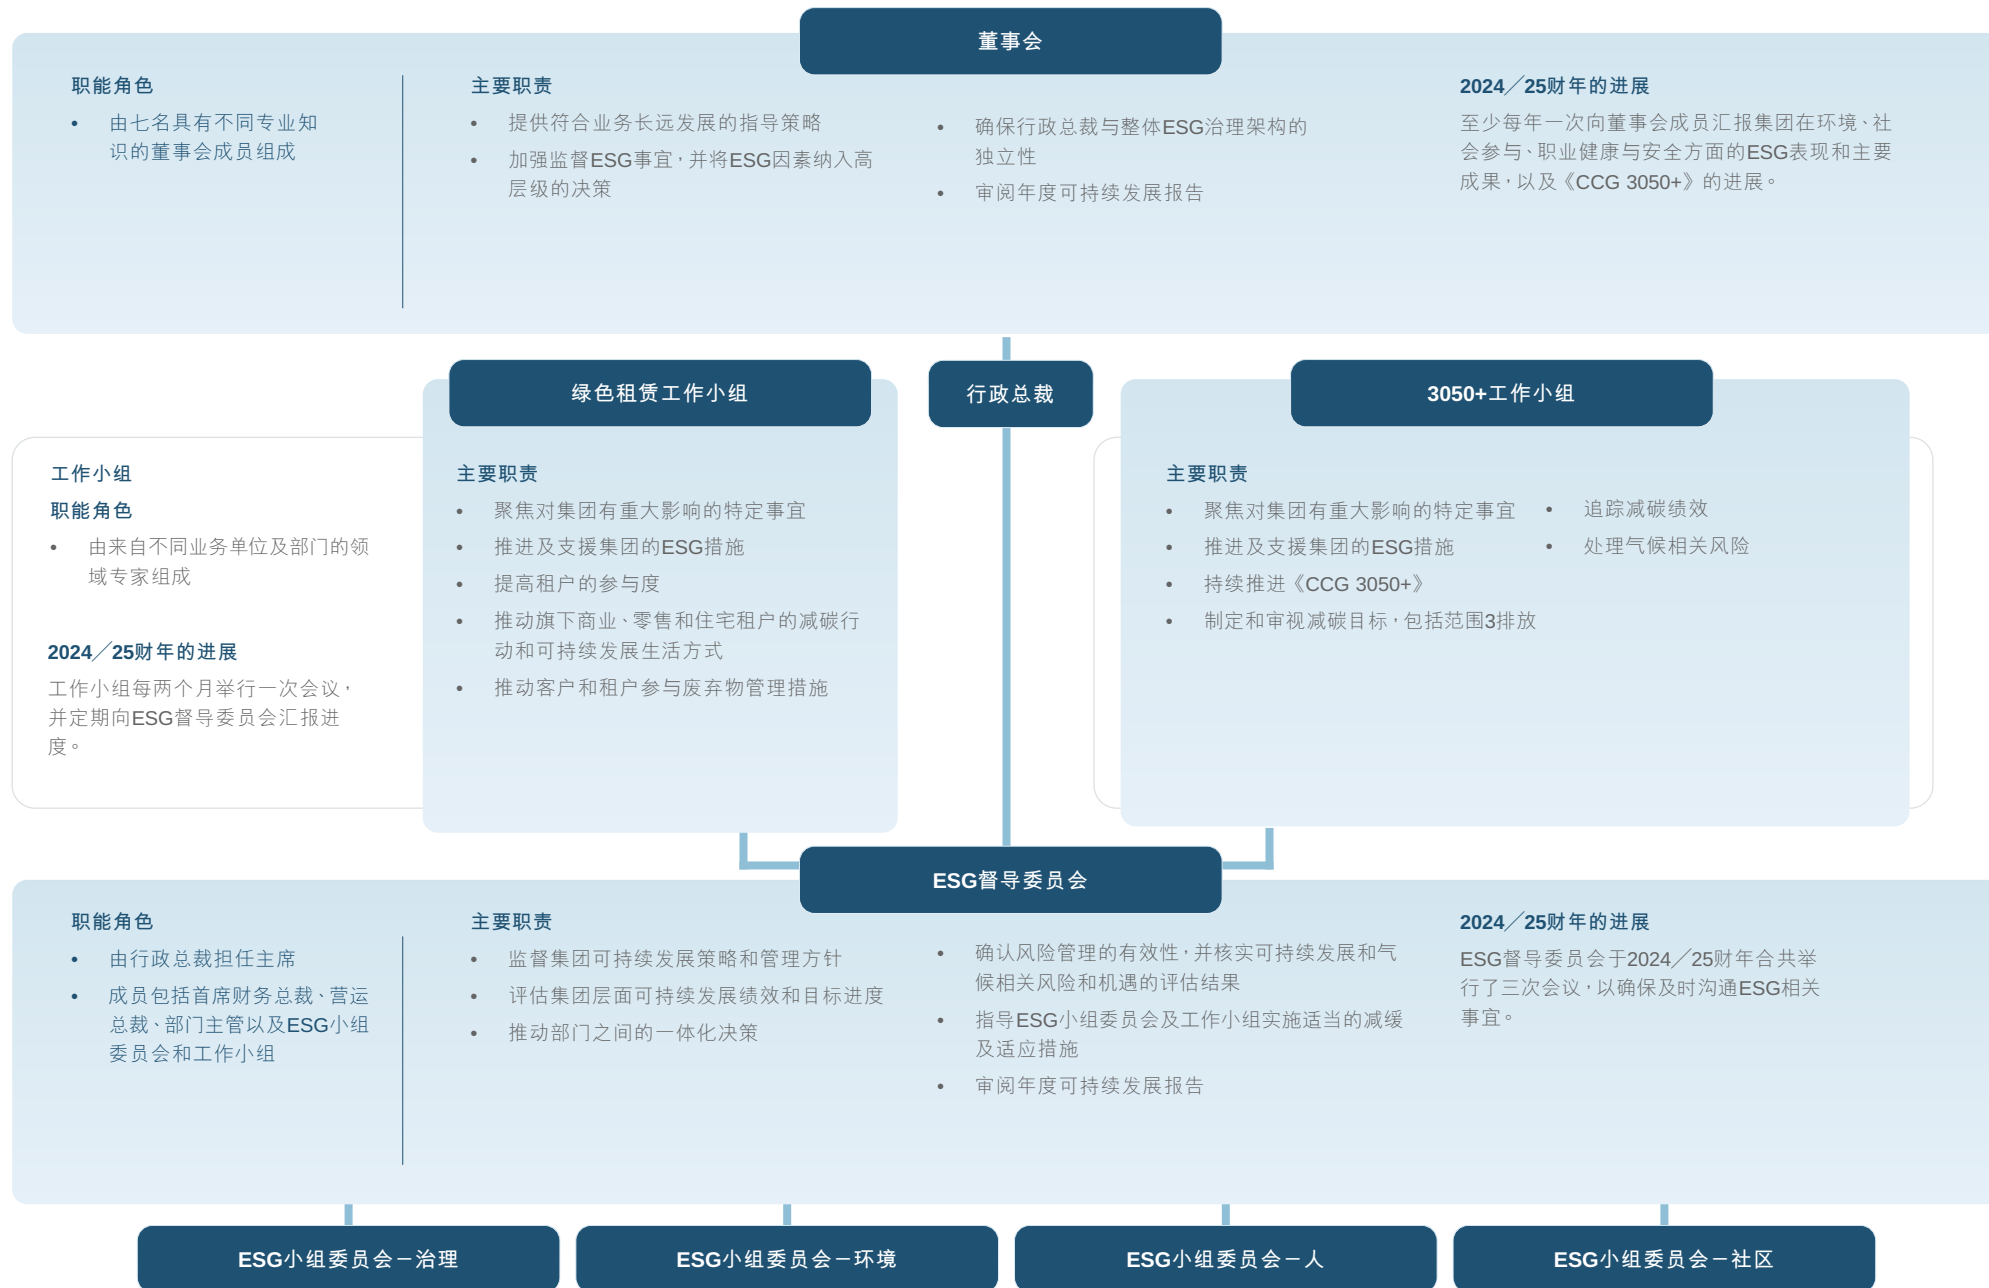 董事会
职能角色
• 由七名具有不同专业知
识的董事会成员组成
主要职责
• 提供符合业务长远发展的指导策略
• 加强监督ESG事宜，并将ESG因素纳入高
层级的决策
• 确保行政总裁与整体ESG治理架构的
独立性
• 审阅年度可持续发展报告
2024／25财年的进展
至少每年一次向董事会成员汇报集团在环境、社
会参与、职业健康与安全方面的ESG表现和主要
成果，以及《CCG 3050+》的进展。
行政总裁
工作小组
职能角色
• 由来自不同业务单位及部门的领
域专家组成
2024／25财年的进展
工作小组每两个月举行一次会议，
并定期向ESG督导委员会汇报进
度。
绿色租赁工作小组
主要职责
• 聚焦对集团有重大影响的特定事宜
• 推进及支援集团的ESG措施
• 提高租户的参与度
• 推动旗下商业、零售和住宅租户的减碳行
动和可持续发展生活方式
• 推动客户和租户参与废弃物管理措施
3050+工作小组
主要职责
• 聚焦对集团有重大影响的特定事宜
• 推进及支援集团的ESG措施
• 持续推进《CCG 3050+》
• 制定和审视减碳目标，包括范围3排放
• 追踪减碳绩效
• 处理气候相关风险
ESG督导委员会
职能角色
• 由行政总裁担任主席
• 成员包括首席财务总裁、营运
总裁、部门主管以及ESG小组
委员会和工作小组
主要职责
• 监督集团可持续发展策略和管理方针
• 评估集团层面可持续发展绩效和目标进度
• 推动部门之间的一体化决策
• 确认风险管理的有效性，并核实可持续发展和气
候相关风险和机遇的评估结果
• 指导ESG小组委员会及工作小组实施适当的减缓
及适应措施
• 审阅年度可持续发展报告
2024／25财年的进展
ESG督导委员会于2024／25财年合共举
行了三次会议，以确保及时沟通ESG相关
事宜。
ESG小组委员会－治理
ESG小组委员会－环境
ESG小组委员会－人
ESG小组委员会－社区